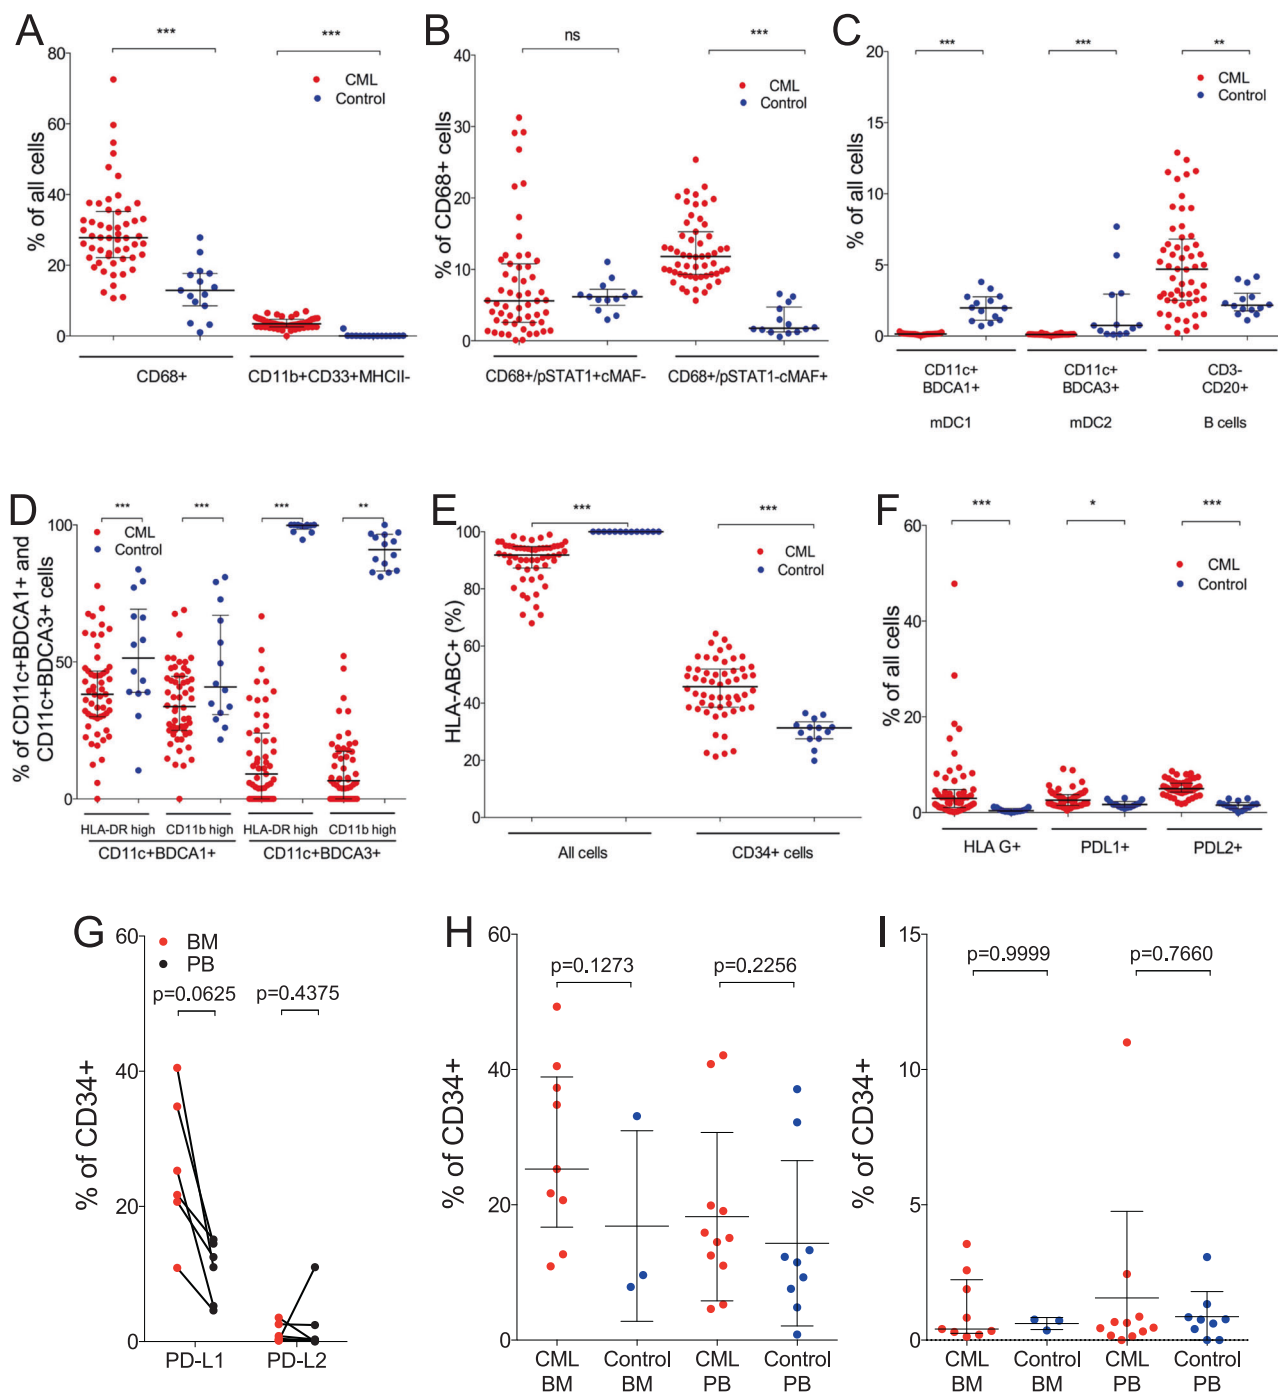 A
% of all cells
80
60
40
20
0
***
***
CML
Control
CD68+
CD11b+CD33+MHCII-
B
% of CD68+ cells
40
30
20
10
0
ns
***
CML
Control
CD68+/pSTAT1+cMAF-
CD68+/pSTAT1-cMAF+
C
% of all cells
20
15
10
5
0
***
***
**
CML
Control
CD11c+
BDCA1+
mDC1
CD11c+
BDCA3+
mDC2
CD3-
CD20+
B cells
D
% of CD11c+BDCA1+ and
CD11c+BDCA3+ cells
100
50
0
***
***
***
**
CML
Control
HLA-DR high
CD11b high
HLA-DR high
CD11b high
CD11c+BDCA1+
CD11c+BDCA3+
E
HLA-ABC+ (%)
100
80
60
40
20
0
***
***
CML
Control
All cells
CD34+ cells
F
% of all cells
60
40
20
0
***
*
***
CML
Control
HLA G+
PDL1+
PDL2+
G
% of CD34+
60
40
20
0
BM
PB
p=0.0625
p=0.4375
PD-L1
PD-L2
H
% of CD34+
60
40
20
0
p=0.1273
p=0.2256
CML
BM
Control
BM
CML
PB
Control
PB
I
% of CD34+
15
10
5
0
p=0.9999
p=0.7660
CML
BM
Control
BM
CML
PB
Control
PB